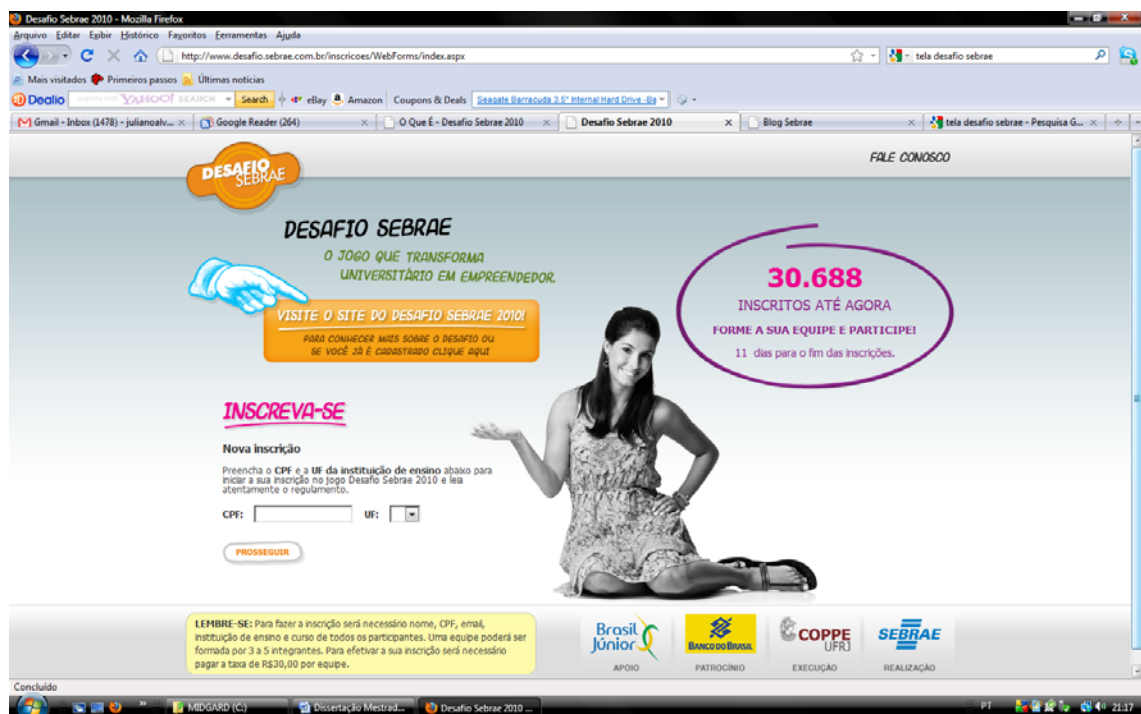 Desafio Sebrae 2010 - Mozilla Firefox
Arquivo Editar Exibir Histórico Favoritos Ferramentas Ajuda
http://www.desafio.sebrae.com.br/inscricoes/WebForms/index.aspx
tela desafio sebrae
Mais visitados Primeiros passos Últimas notícias
Dealio YAHOO! SEARCH Search eBay Amazon Coupons & Deals Seagate Barracuda 3.5" Internal Hard Drive -Ba
Gmail - Inbox (1478) - julianoalv... Google Reader (264) O Que É - Desafio Sebrae 2010 Desafio Sebrae 2010 Blog Sebrae tela desafio sebrae - Pesquisa G...
FALE CONOSCO
DESAFIO
SEBRAE
DESAFIO SEBRAE
O JOGO QUE TRANSFORMA
UNIVERSITÁRIO EM EMPREENDEDOR.
VISITE O SITE DO DESAFIO SEBRAE 2010!
PARA CONHECER MAIS SOBRE O DESAFIO OU
SE VOCÊ JÁ É CADASTRADO CLIQUE AQUI
30.688
INSCRITOS ATÉ AGORA
FORME A SUA EQUIPE E PARTICIPE!
11 dias para o fim das inscrições.
INSCREVA-SE
Nova inscrição
Preencha o CPF e a UF da instituição de ensino abaixo para
iniciar a sua inscrição no jogo Desafio Sebrae 2010 e leia
atentamente o regulamento.
CPF: UF:
PROSSEGUIR
LEMBRE-SE: Para fazer a inscrição será necessário nome, CPF, email,
instituição de ensino e curso de todos os participantes. Uma equipe poderá ser
formada por 3 a 5 integrantes. Para efetivar a sua inscrição será necessário
pagar a taxa de R$30,00 por equipe.
Brasil
Júnior
APOIO
BANCO DO BRASIL
PATROCÍNIO
COPPE
UFRJ
EXECUÇÃO
SEBRAE
REALIZAÇÃO
Concluído
MIDGARD (C:) Dissertação Mestrad... Desafio Sebrae 2010 ... PT 21:17